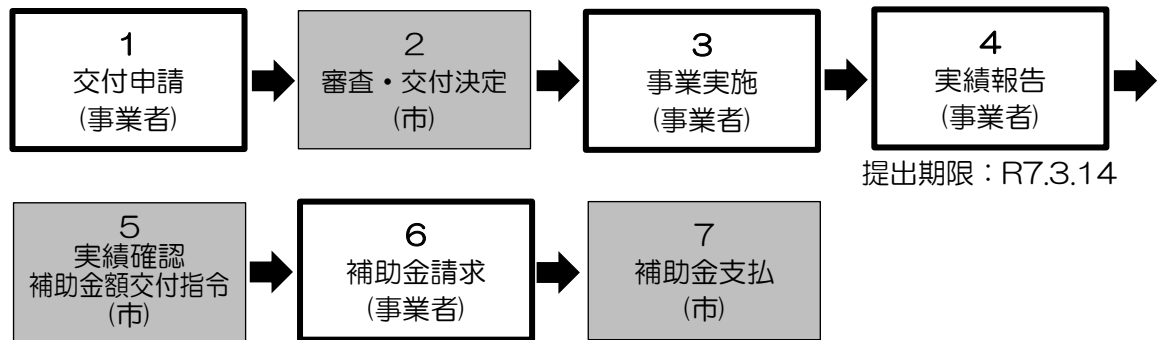 1
交付申請
(事業者)
2
審査・交付決定
(市)
3
事業実施
(事業者)
4
実績報告
(事業者)
提出期限：R7.3.14
5
実績確認
補助金額交付指令
(市)
6
補助金請求
(事業者)
7
補助金支払
(市)